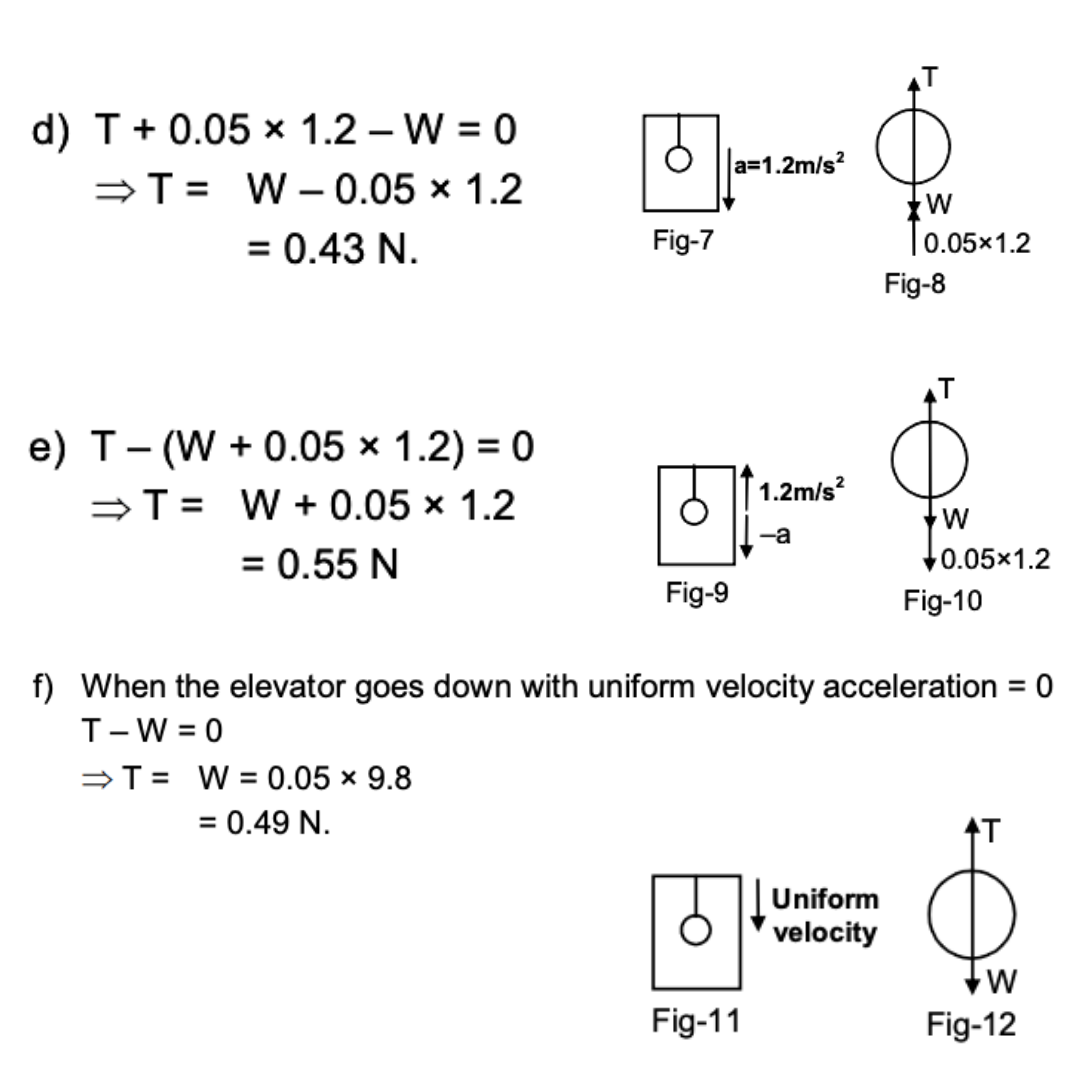 d) T + 0.05 × 1.2 – W = 0
⇒ T = W – 0.05 × 1.2
= 0.43 N.
a=1.2m/s²
Fig-7
T
W
0.05×1.2
Fig-8
e) T – (W + 0.05 × 1.2) = 0
⇒ T = W + 0.05 × 1.2
= 0.55 N
1.2m/s²
–a
Fig-9
T
W
0.05×1.2
Fig-10
f) When the elevator goes down with uniform velocity acceleration = 0
T – W = 0
⇒ T = W = 0.05 × 9.8
= 0.49 N.
Uniform
velocity
Fig-11
T
W
Fig-12